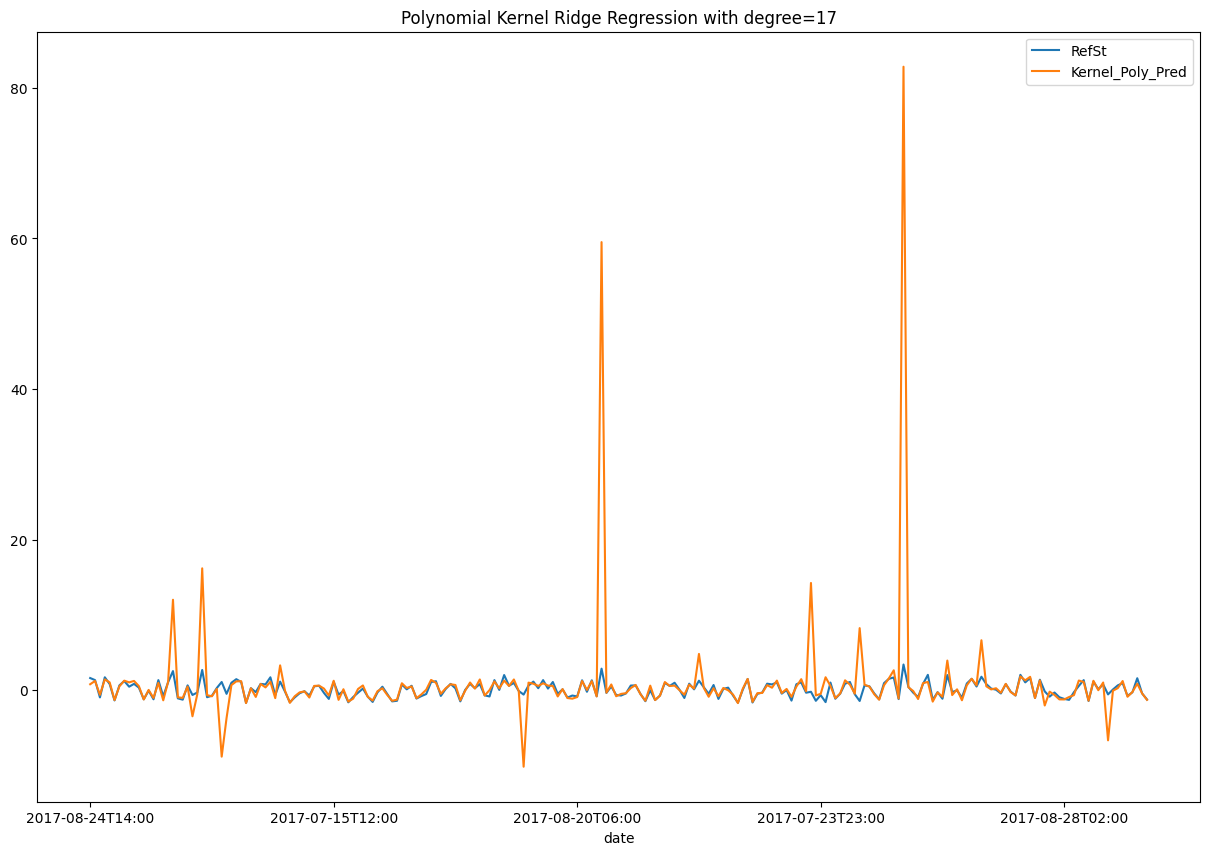 Polynomial Kernel Ridge Regression with degree=17
RefSt
Kernel_Poly_Pred
80
60
40
20
0
2017-08-24T14:00
2017-07-15T12:00
2017-08-20T06:00
2017-07-23T23:00
2017-08-28T02:00
date